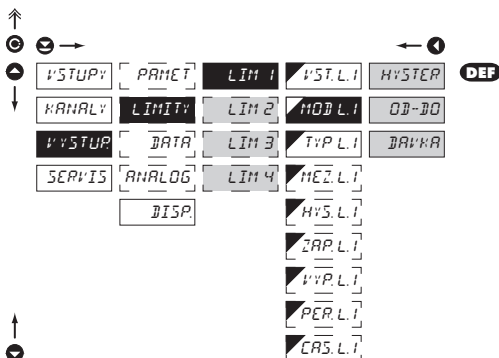 VSTUPY PAMET LIM 1 VST. L. 1 HYSTER DEF
KANALY LIMITY LIM 2 MOD L. 1 OD-DO
VYSTUP. DATA LIM 3 TYP L. 1 DAVKA
SERVIS ANALOG LIM 4 MEZ. L. 1
DISP. HYS. L. 1
ZAP. L. 1
VYP. L. 1
PER. L. 1
CAS. L. 1